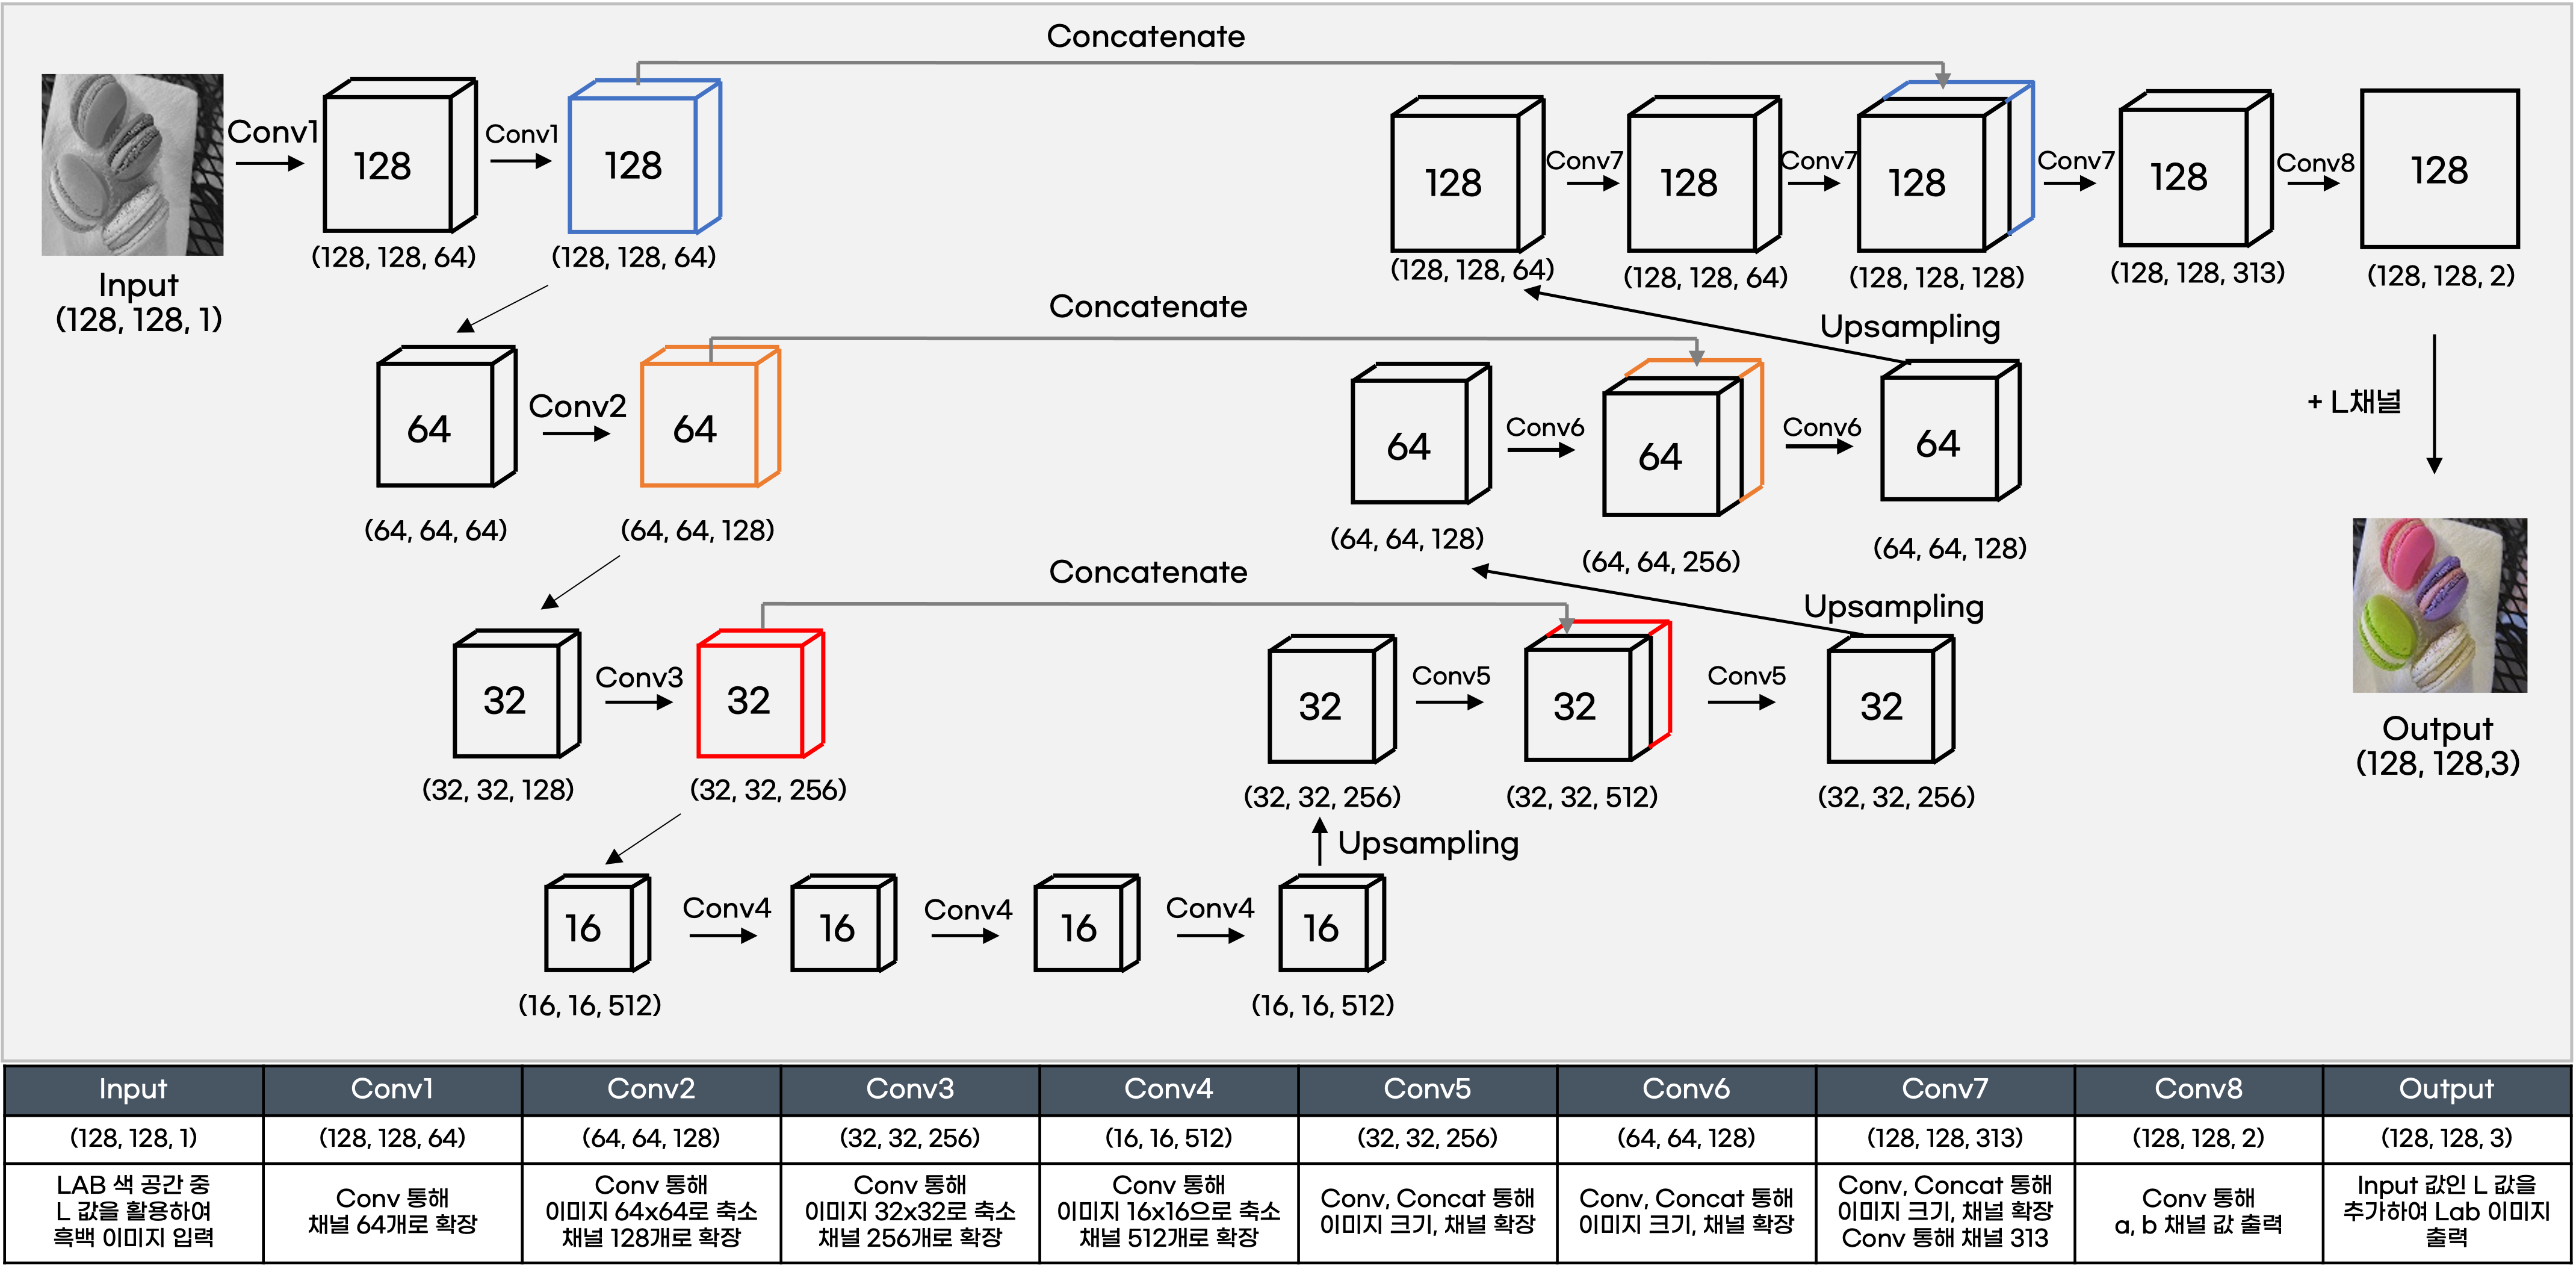 Concatenate
Conv1
128
(128, 128, 64)
Conv1
128
(128, 128, 64)
Input
(128, 128, 1)
128
(128, 128, 64)
Conv7
128
(128, 128, 64)
Conv7
128
(128, 128, 128)
Conv7
128
(128, 128, 313)
Conv8
128
(128, 128, 2)
Concatenate
Upsampling
64
(64, 64, 64)
Conv2
64
(64, 64, 128)
64
(64, 64, 128)
Conv6
64
(64, 64, 256)
Conv6
64
(64, 64, 128)
+ L채널
Concatenate
Upsampling
32
(32, 32, 128)
Conv3
32
(32, 32, 256)
32
(32, 32, 256)
Conv5
32
(32, 32, 512)
Conv5
32
(32, 32, 256)
Output
(128, 128,3)
Upsampling
16
(16, 16, 512)
Conv4
16
Conv4
16
Conv4
16
(16, 16, 512)
Input
Conv1
Conv2
Conv3
Conv4
Conv5
Conv6
Conv7
Conv8
Output
(128, 128, 1)
(128, 128, 64)
(64, 64, 128)
(32, 32, 256)
(16, 16, 512)
(32, 32, 256)
(64, 64, 128)
(128, 128, 313)
(128, 128, 2)
(128, 128, 3)
LAB 색 공간 중
L 값을 활용하여
흑백 이미지 입력
Conv 통해
채널 64개로 확장
Conv 통해
이미지 64x64로 축소
채널 128개로 확장
Conv 통해
이미지 32x32로 축소
채널 256개로 확장
Conv 통해
이미지 16x16으로 축소
채널 512개로 확장
Conv, Concat 통해
이미지 크기, 채널 확장
Conv, Concat 통해
이미지 크기, 채널 확장
Conv, Concat 통해
이미지 크기, 채널 확장
Conv 통해 채널 313
Conv 통해
a, b 채널 값 출력
Input 값인 L 값을
추가하여 Lab 이미지
출력